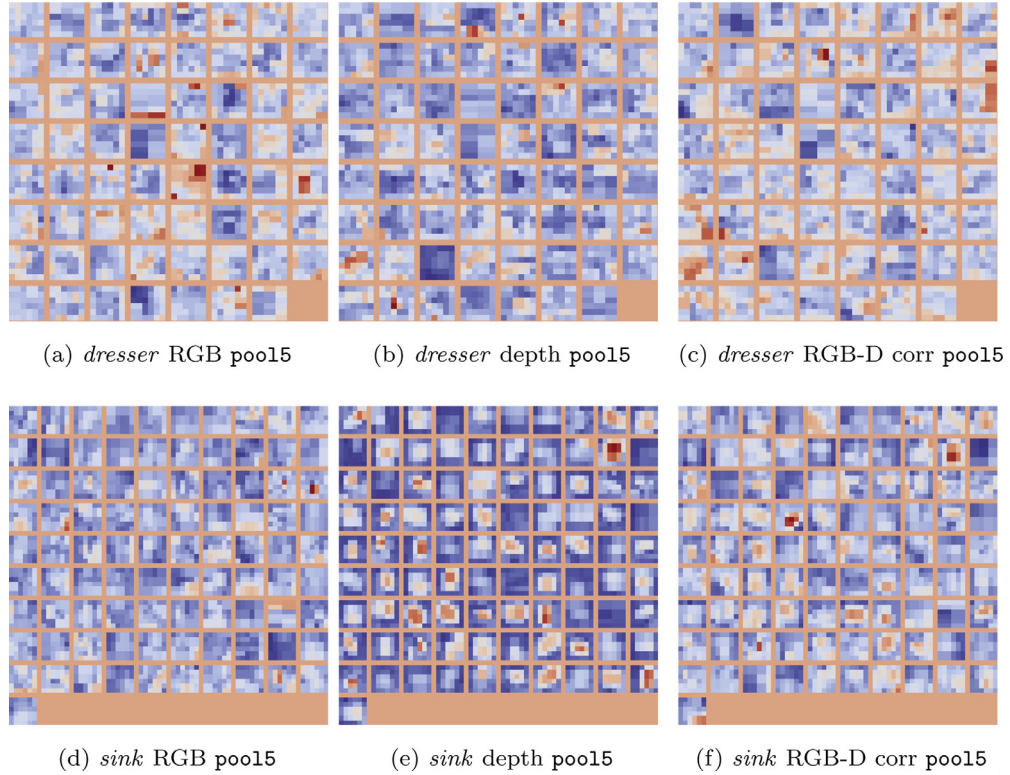 (a) dresser RGB pool5
(b) dresser depth pool5
(c) dresser RGB-D corr pool5
(d) sink RGB pool5
(e) sink depth pool5
(f) sink RGB-D corr pool5